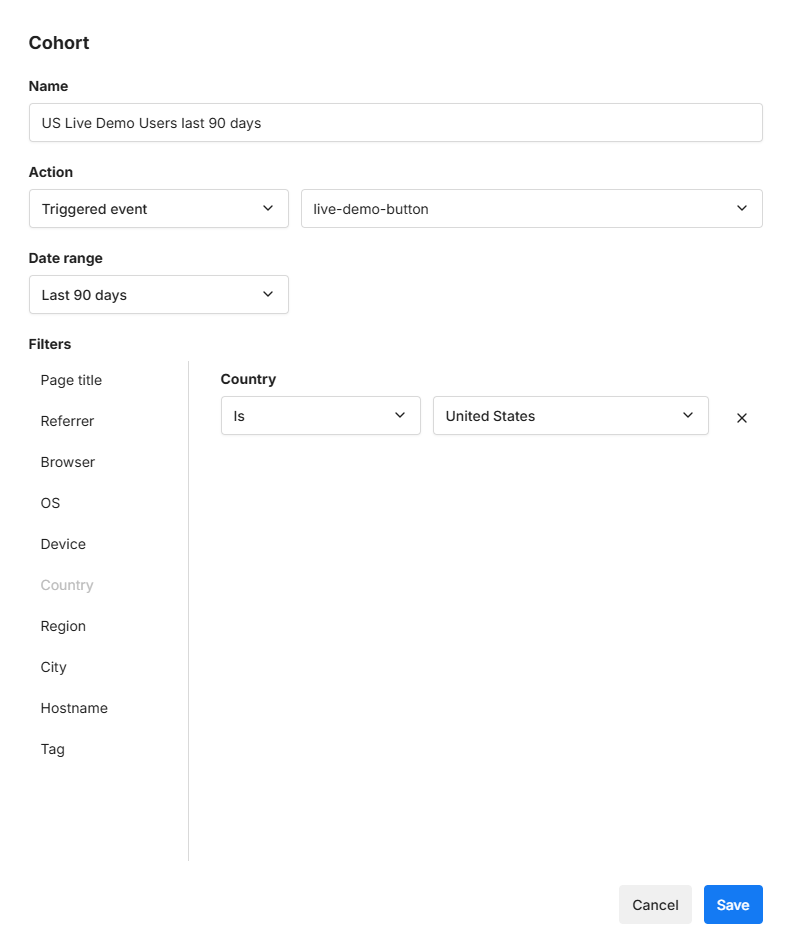 Cohort
Name
US Live Demo Users last 90 days
Action
Triggered event
live-demo-button
Date range
Last 90 days
Filters
Page title
Referrer
Browser
OS
Device
Country
Region
City
Hostname
Tag
Country
Is
United States
Cancel
Save